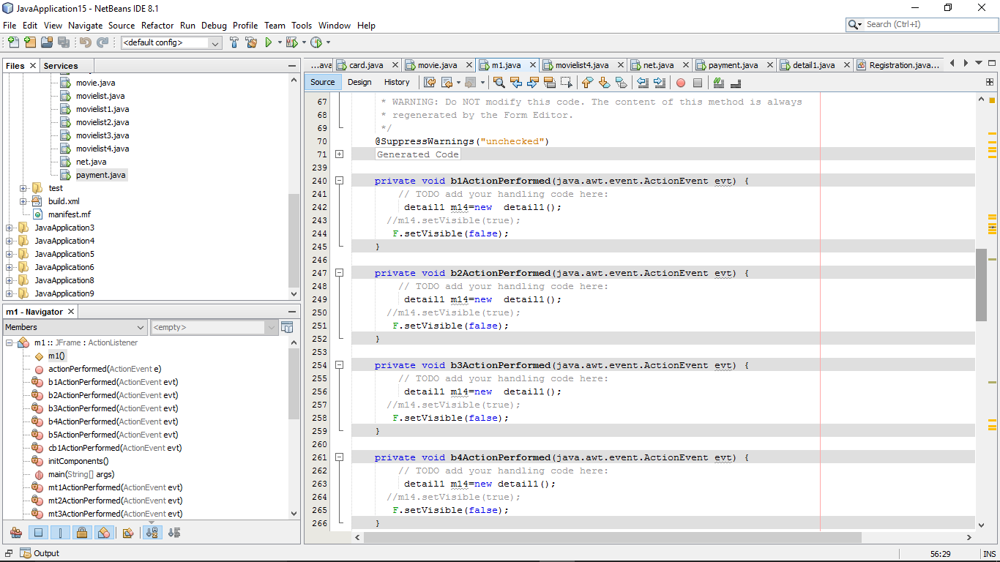 JavaApplication15 - NetBeans IDE 8.1
File Edit View Navigate Source Refactor Run Debug Profile Team Tools Window Help
Search (Ctrl+I)
<default config>
Files Services
movie.java
movielist.java
movielist1.java
movielist2.java
movielist3.java
movielist4.java
net.java
payment.java
test
build.xml
manifest.mf
JavaApplication3
JavaApplication4
JavaApplication5
JavaApplication6
JavaApplication8
JavaApplication9
m1 - Navigator
Members <empty>
m1 :: JFrame : ActionListener
m1()
actionPerformed(ActionEvent e)
b1ActionPerformed(ActionEvent evt)
b2ActionPerformed(ActionEvent evt)
b3ActionPerformed(ActionEvent evt)
b4ActionPerformed(ActionEvent evt)
b5ActionPerformed(ActionEvent evt)
cb1ActionPerformed(ActionEvent evt)
initComponents()
main(String[] args)
mt1ActionPerformed(ActionEvent evt)
mt2ActionPerformed(ActionEvent evt)
mt3ActionPerformed(ActionEvent evt)
...ava card.java movie.java m1.java movielist4.java net.java payment.java detail1.java Registration.java...
Source Design History
67 * WARNING: Do NOT modify this code. The content of this method is always
68 * regenerated by the Form Editor.
69 */
70 @SuppressWarnings("unchecked")
71 Generated Code
239
240 private void b1ActionPerformed(java.awt.event.ActionEvent evt) {
241 // TODO add your handling code here:
242 detail1 m14=new detail1();
243 //m14.setVisible(true);
244 F.setVisible(false);
245 }
246
247 private void b2ActionPerformed(java.awt.event.ActionEvent evt) {
248 // TODO add your handling code here:
249 detail1 m14=new detail1();
250 //m14.setVisible(true);
251 F.setVisible(false);
252 }
253
254 private void b3ActionPerformed(java.awt.event.ActionEvent evt) {
255 // TODO add your handling code here:
256 detail1 m14=new detail1();
257 //m14.setVisible(true);
258 F.setVisible(false);
259 }
260
261 private void b4ActionPerformed(java.awt.event.ActionEvent evt) {
262 // TODO add your handling code here:
263 detail1 m14=new detail1();
264 //m14.setVisible(true);
265 F.setVisible(false);
266 }
Output
56:29 INS